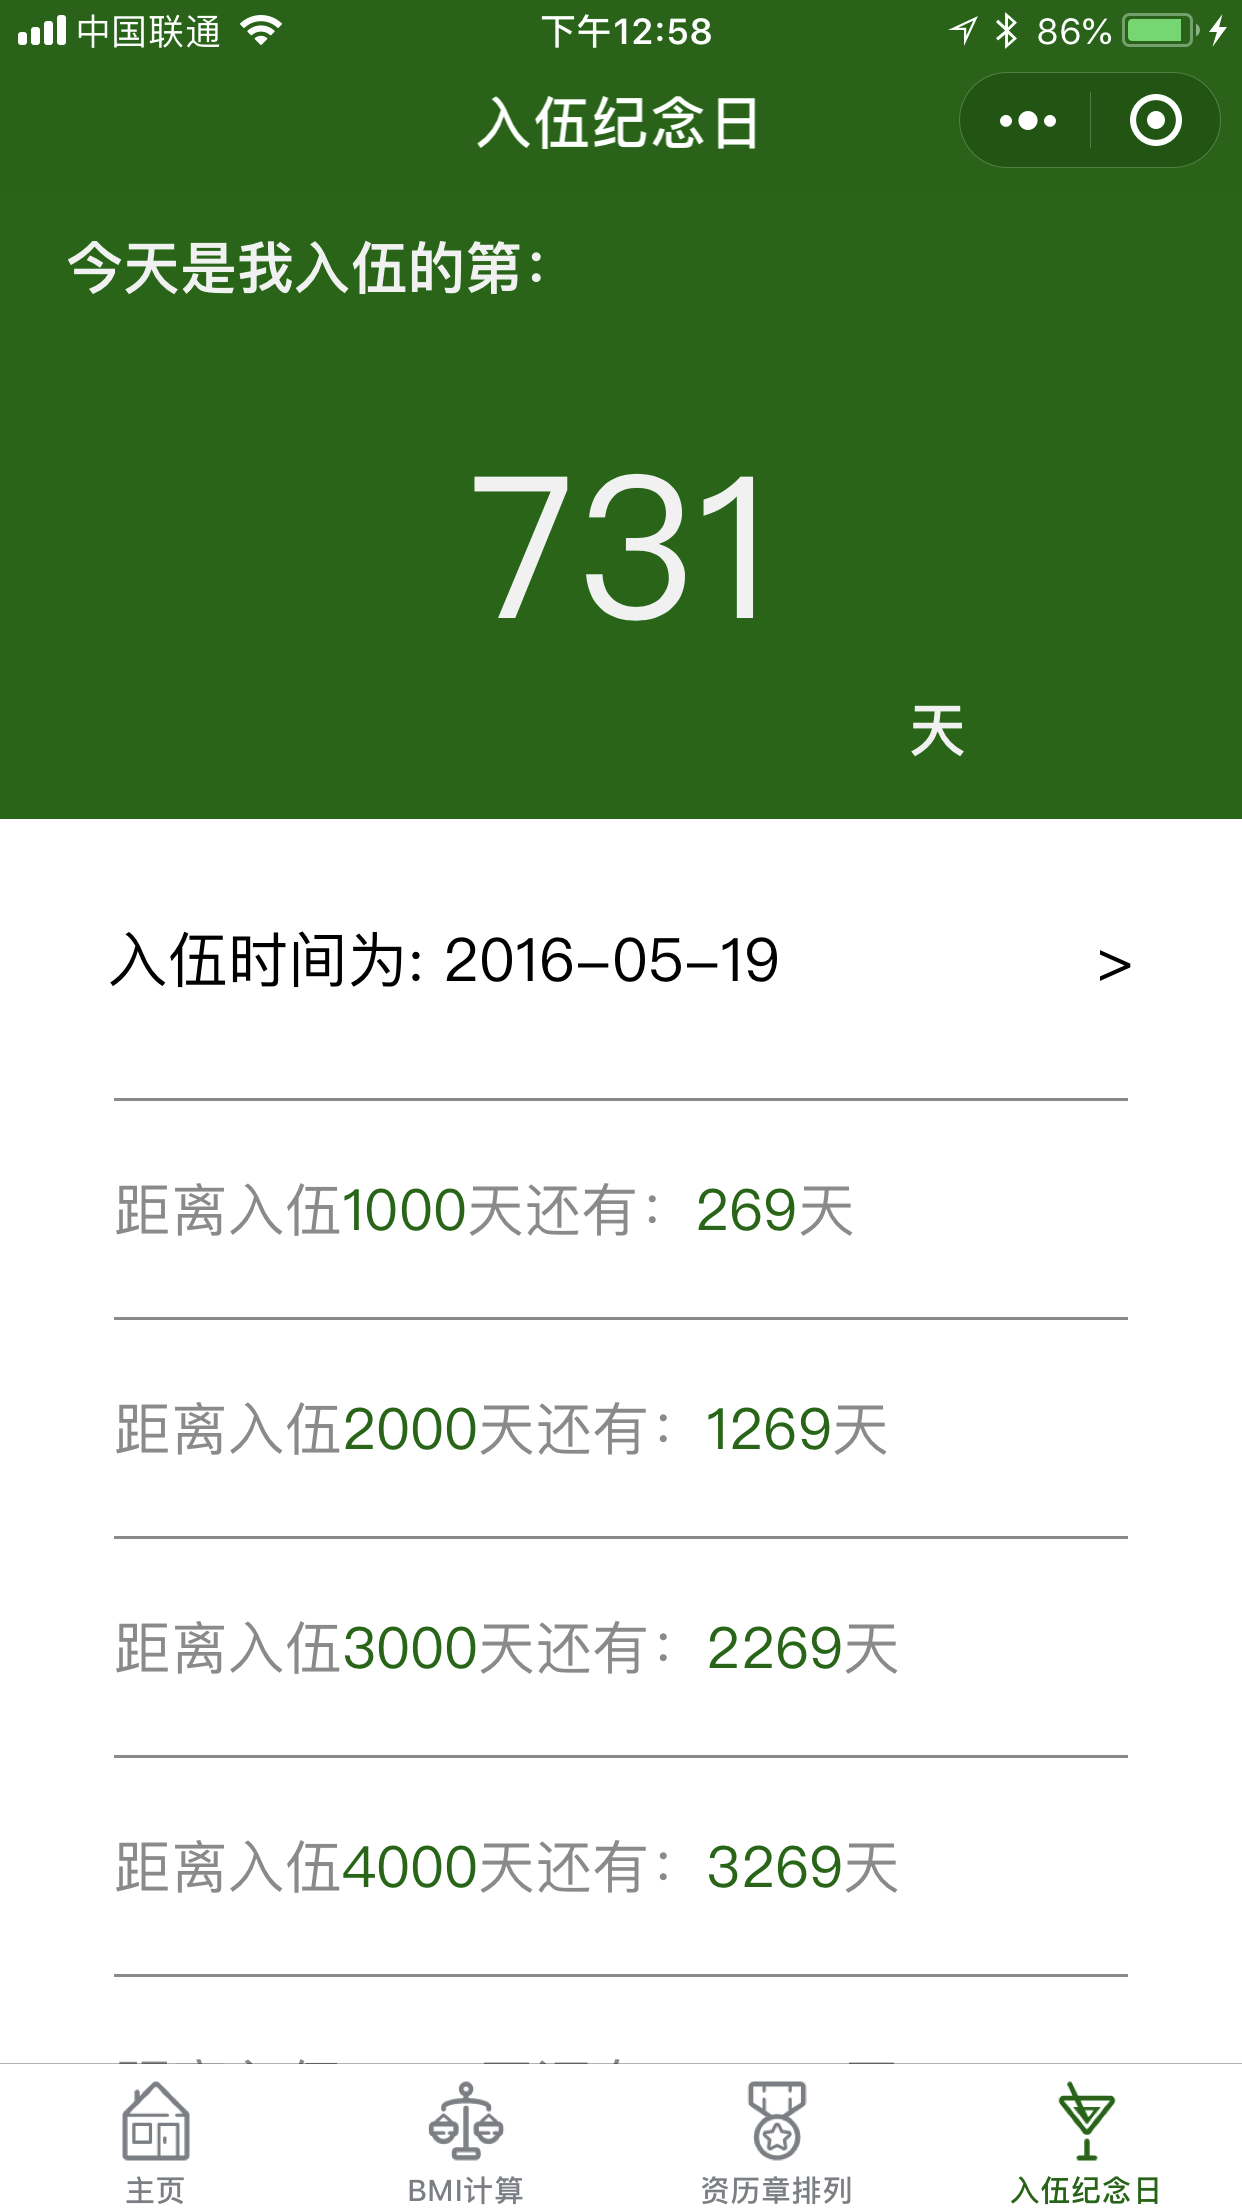 中国联通 下午12:58 86%
入伍纪念日
今天是我入伍的第：
731
天
入伍时间为: 2016-05-19 >
距离入伍1000天还有：269天
距离入伍2000天还有：1269天
距离入伍3000天还有：2269天
距离入伍4000天还有：3269天
主页 BMI计算 资历章排列 入伍纪念日